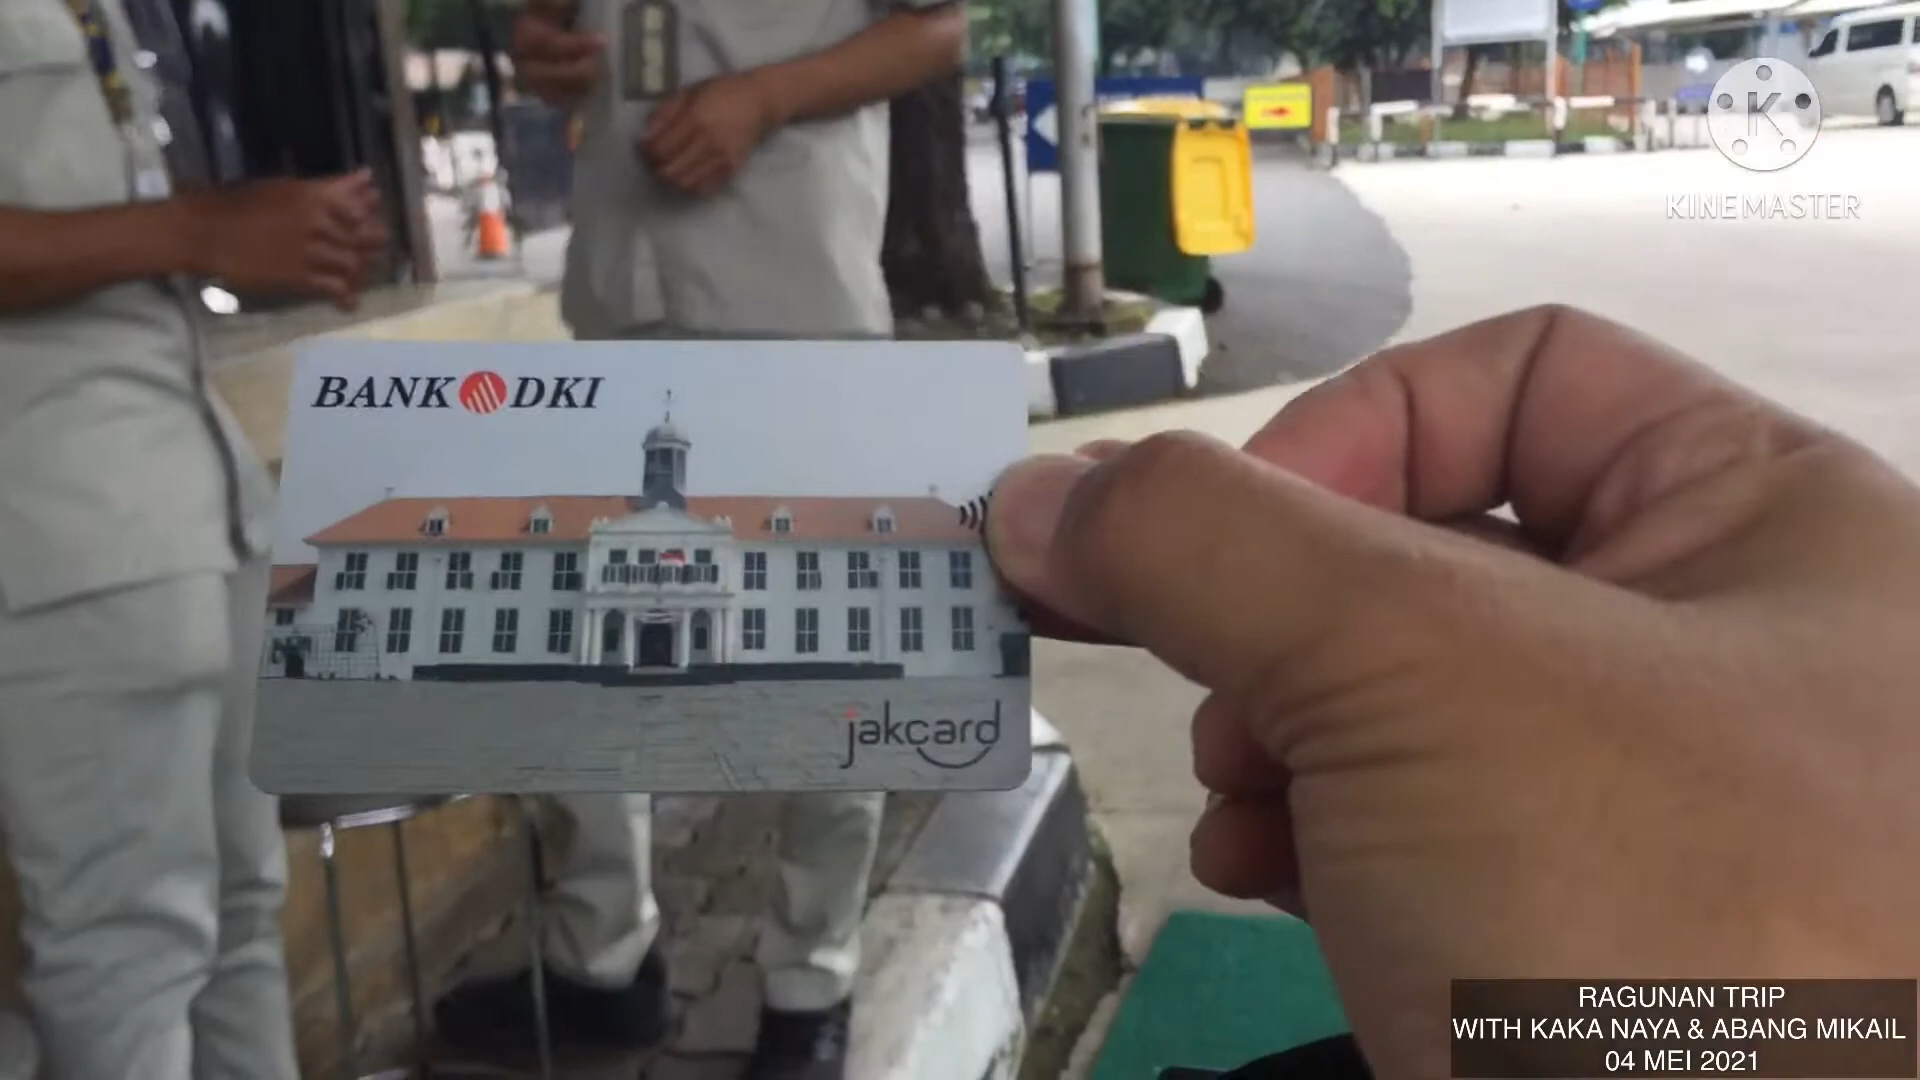 BANK DKI
jakcard
KINEMASTER
RAGUNAN TRIP
WITH KAKA NAYA & ABANG MIKAIL
04 MEI 2021